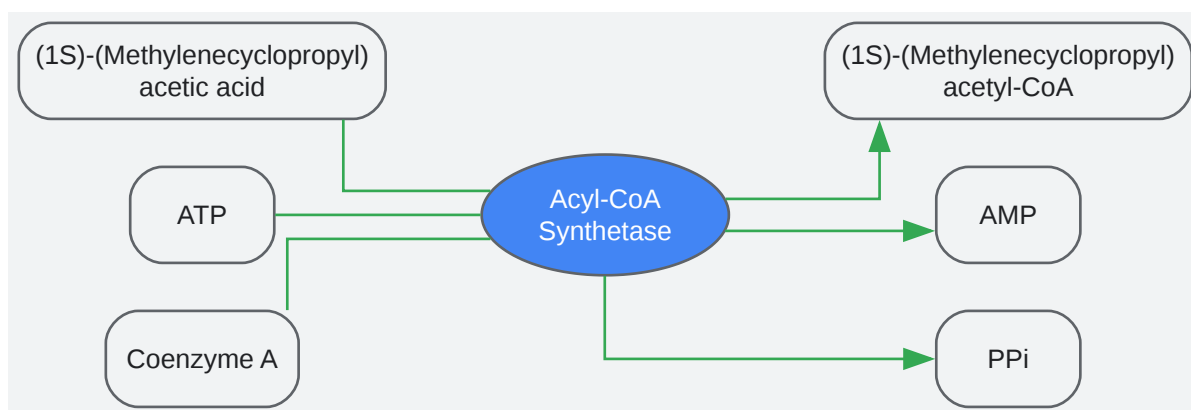 (1S)-(Methylenecyclopropyl)
acetic acid
ATP
Coenzyme A
Acyl-CoA
Synthetase
(1S)-(Methylenecyclopropyl)
acetyl-CoA
AMP
PPi